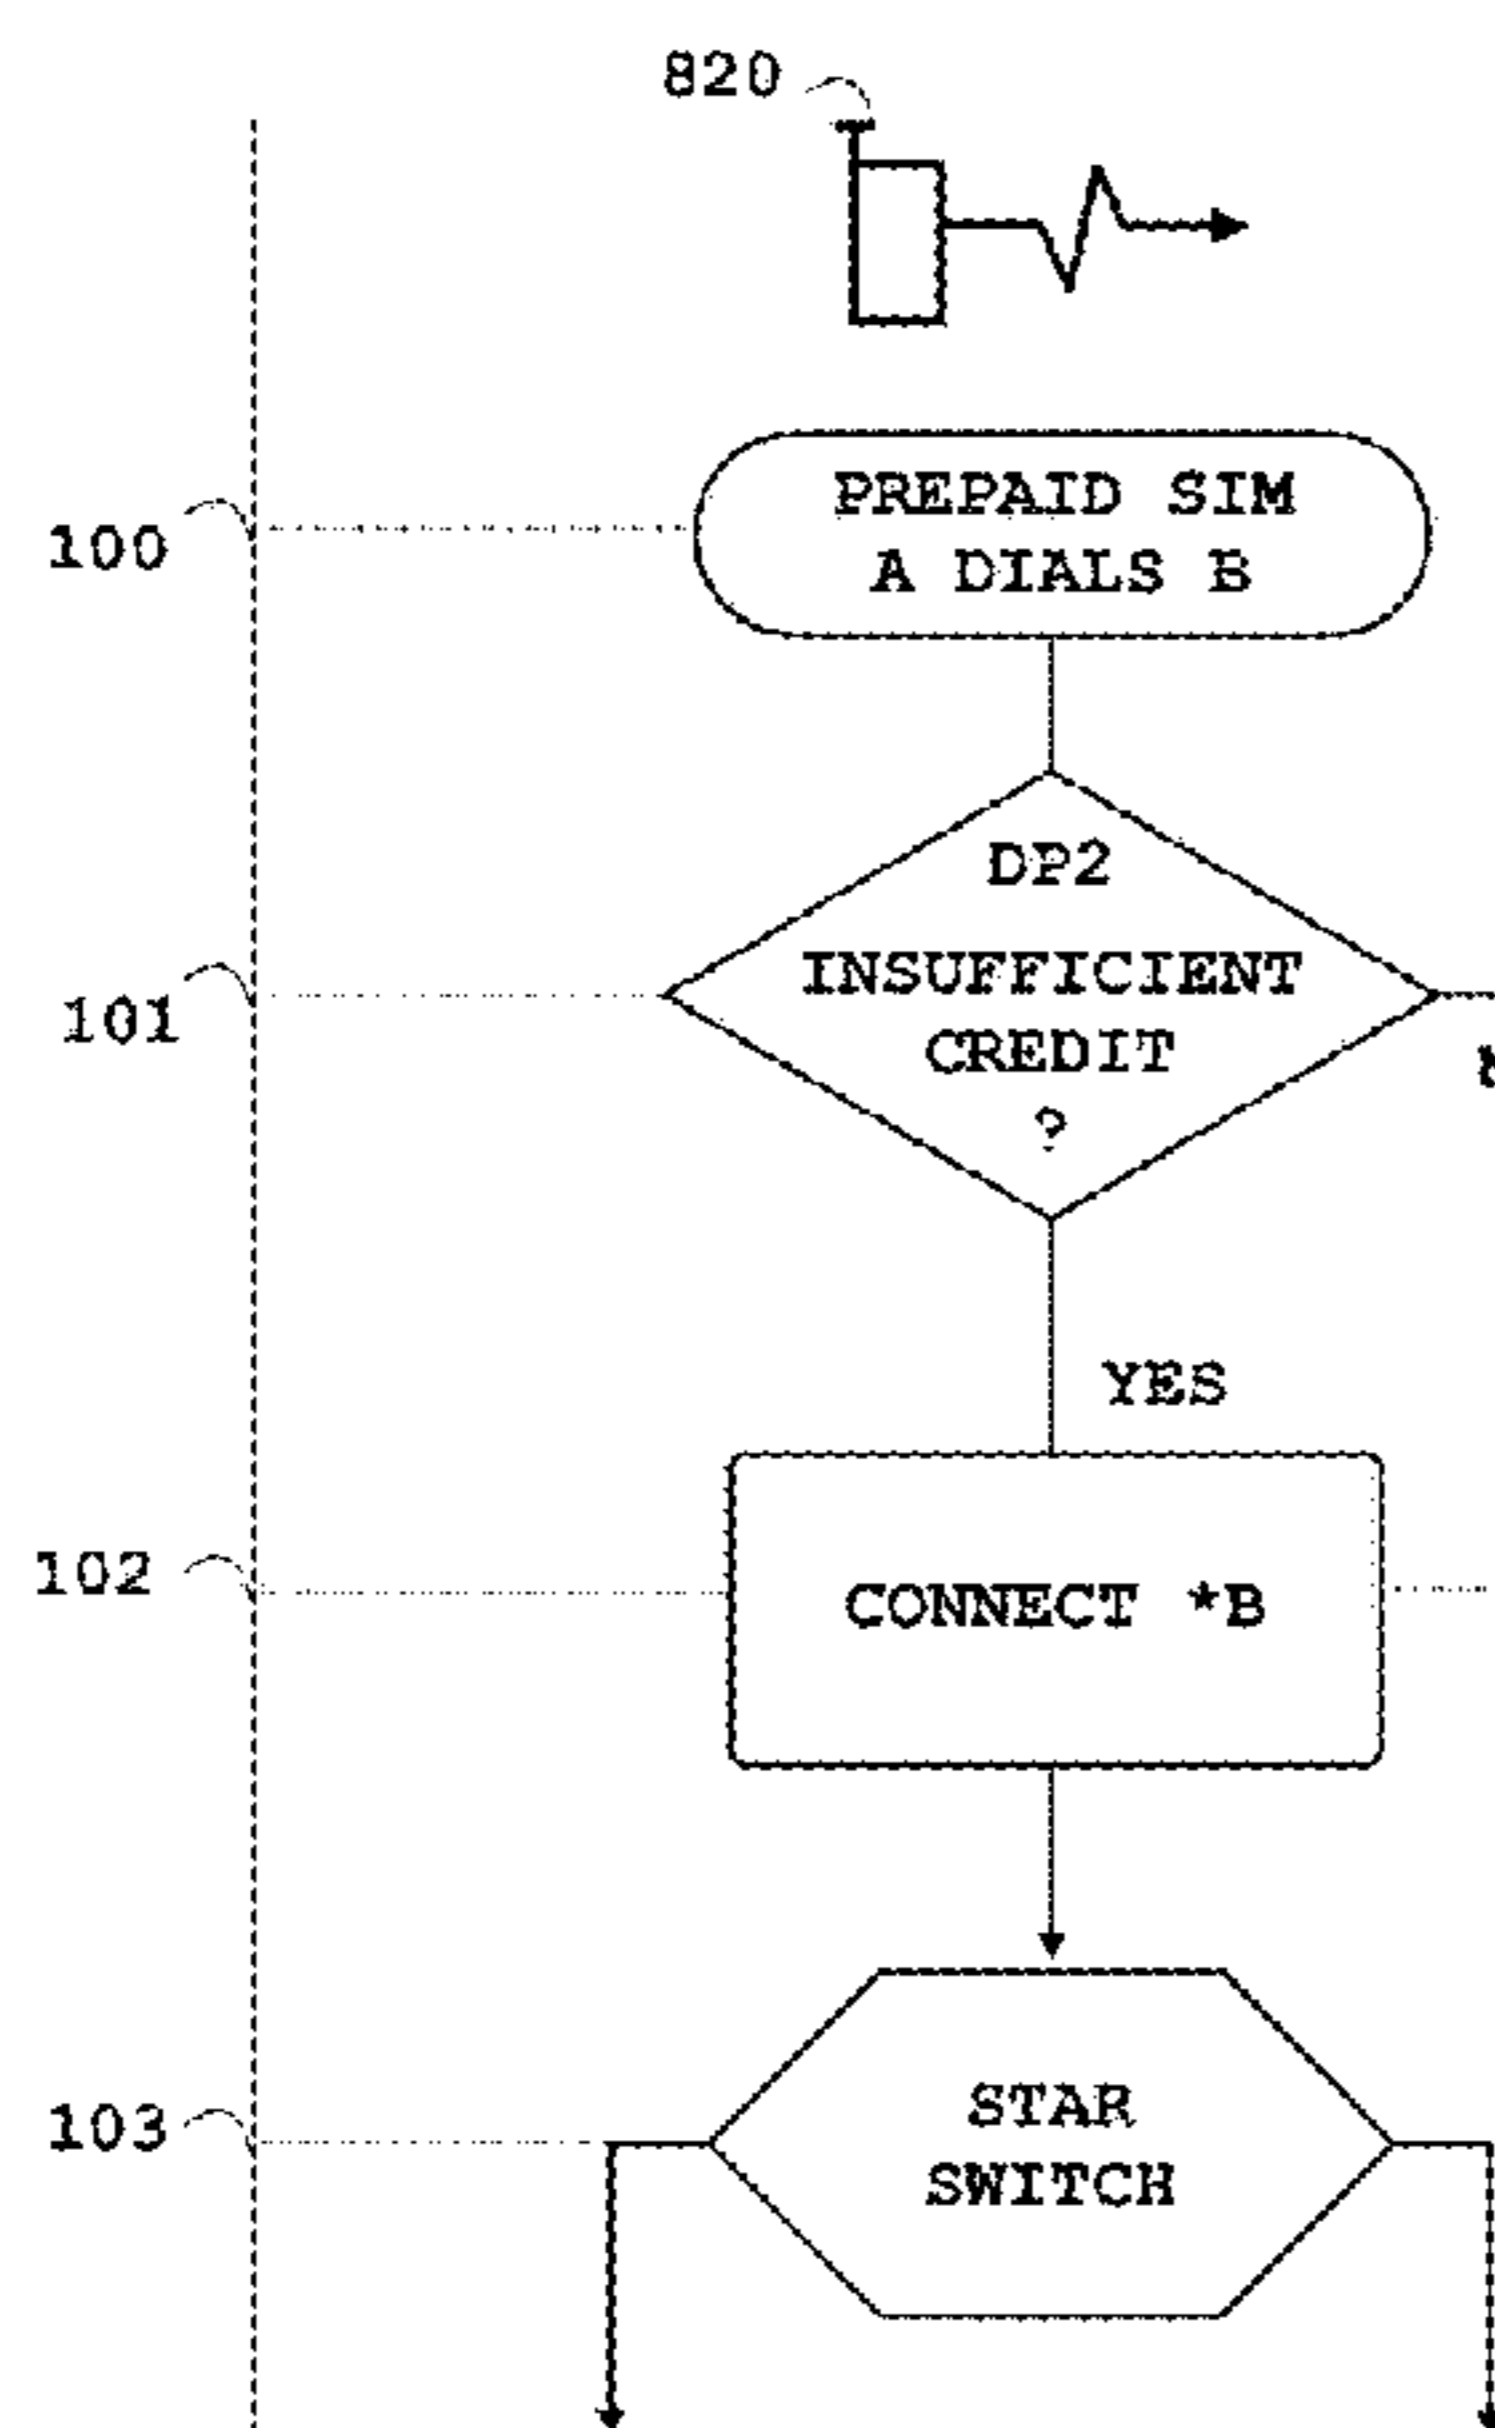 820
100
PREPAID SIM
A DIALS B
101
DP2
INSUFFICIENT
CREDIT
?
YES
102
CONNECT *B
103
STAR
SWITCH